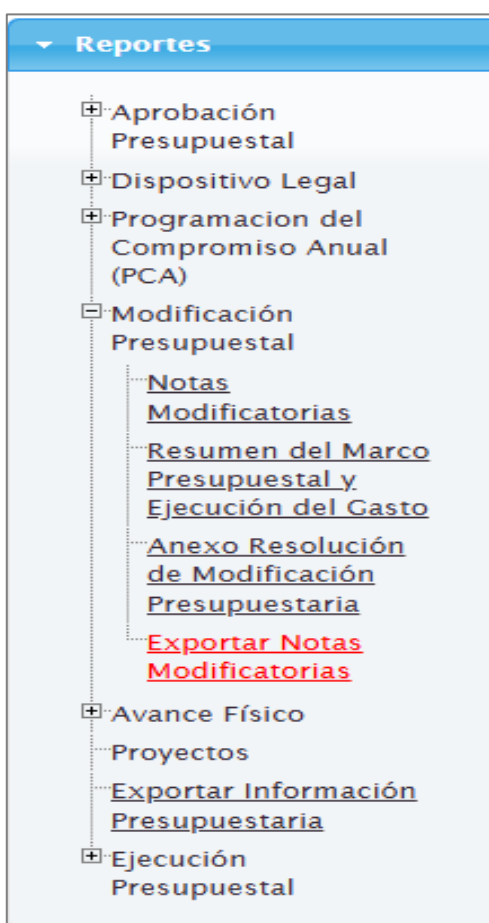 Reportes
Aprobación
Presupuestal
Dispositivo Legal
Programacion del
Compromiso Anual
(PCA)
Modificación
Presupuestal
Notas
Modificatorias
Resumen del Marco
Presupuestal y
Ejecución del Gasto
Anexo Resolución
de Modificación
Presupuestaria
Exportar Notas
Modificatorias
Avance Físico
Proyectos
Exportar Información
Presupuestaria
Ejecución
Presupuestal